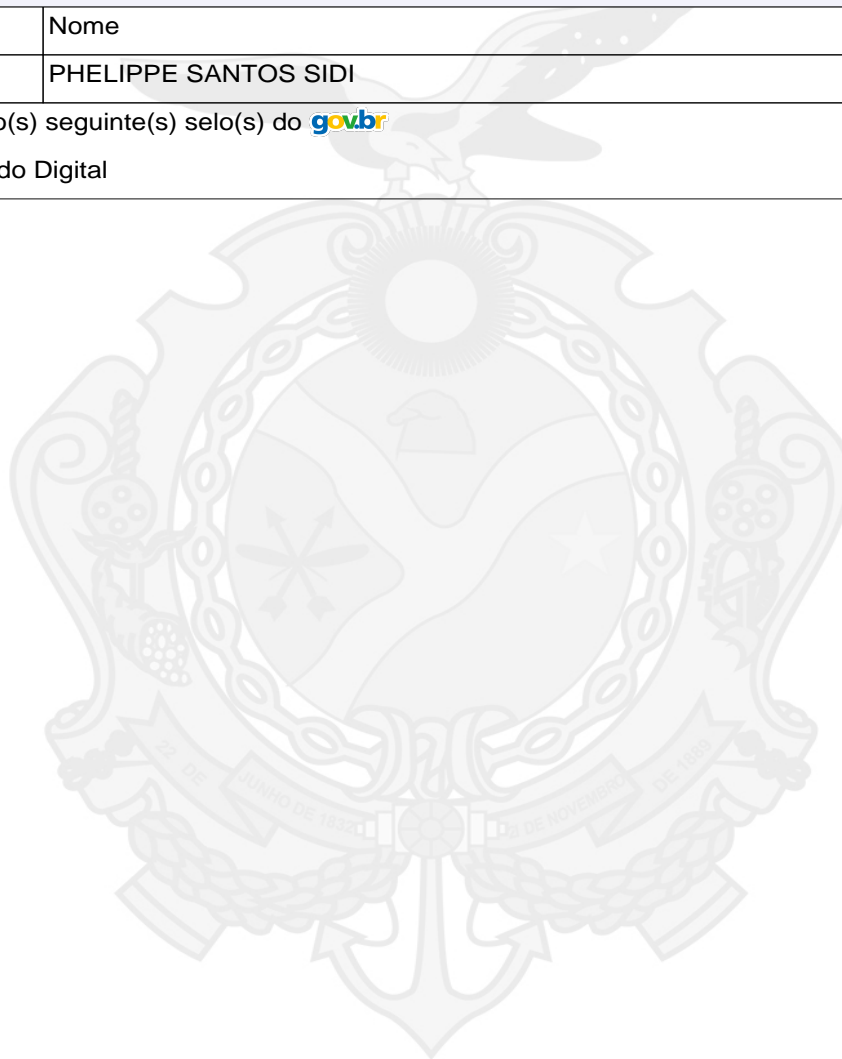 Nome
PHELIPPE SANTOS SIDI
o(s) seguinte(s) selo(s) do gov.br
do Digital
22 DE
JUNHO DE 1832
21 DE NOVEMBRO
DE 1889